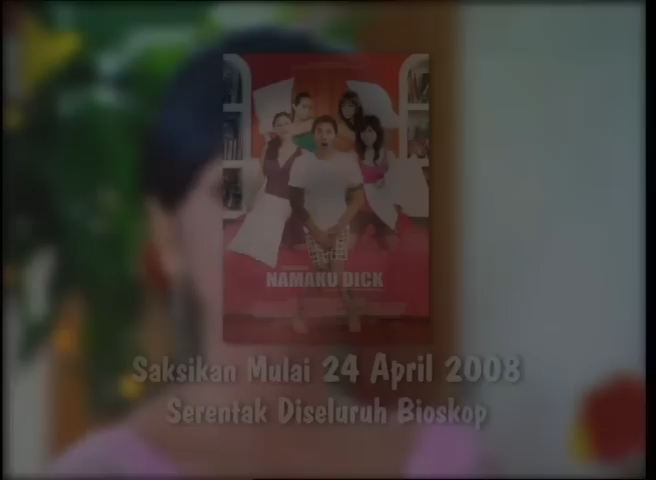 NAMAKU DICK
Saksikan Mulai 24 April 2008
Serentak Diseluruh Bioskop